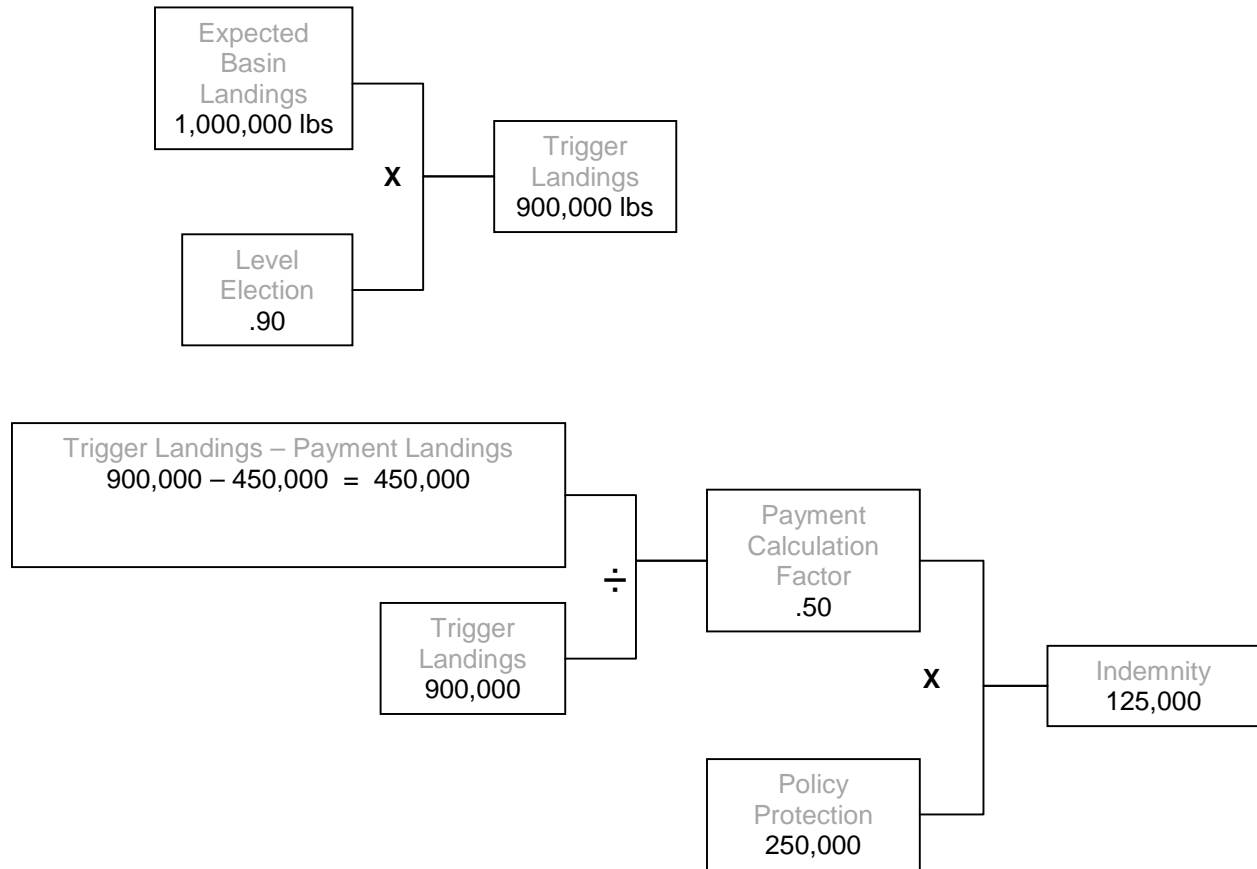 Expected
Basin
Landings
1,000,000 lbs
X
Trigger
Landings
900,000 lbs
Level
Election
.90
Trigger Landings – Payment Landings
900,000 – 450,000 = 450,000
÷
Trigger
Landings
900,000
Payment
Calculation
Factor
.50
X
Indemnity
125,000
Policy
Protection
250,000